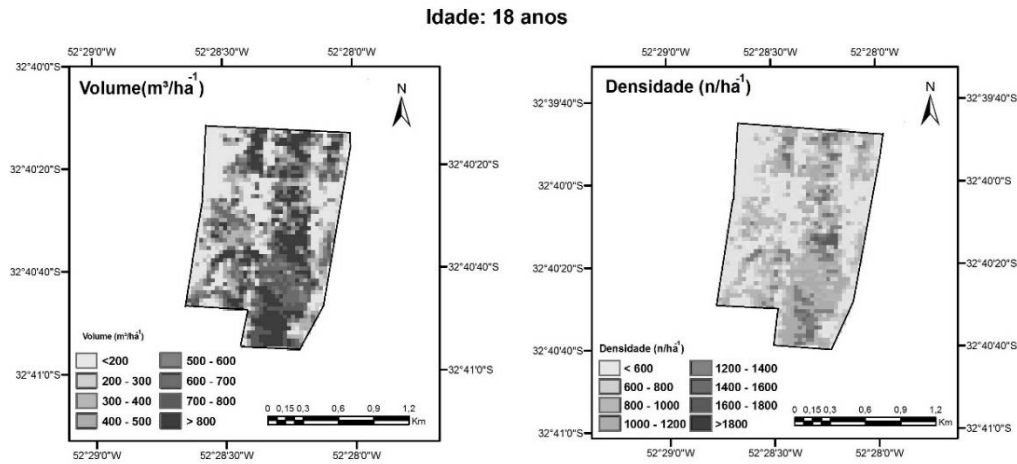 Idade: 18 anos
52°29'0"W 52°28'30"W 52°28'0"W
32°40'0"S
Volume(m³/ha⁻¹)
N
32°40'20"S
32°40'20"S
32°40'40"S
32°40'40"S
32°41'0"S
32°41'0"S
Volume (m³/há⁻¹)
<200 500 - 600
200 - 300 600 - 700
300 - 400 700 - 800
400 - 500 > 800
0 0,15 0,3 0,6 0,9 1,2
Km
52°29'0"W 52°28'30"W 52°28'0"W
52°29'0"W 52°28'30"W 52°28'0"W
Densidade (n/ha⁻¹)
N
32°39'40"S
32°39'40"S
32°40'0"S
32°40'0"S
32°40'20"S
32°40'20"S
32°40'40"S
32°40'40"S
32°41'0"S
32°41'0"S
Densidade (n/há⁻¹)
< 600 1200 - 1400
600 - 800 1400 - 1600
800 - 1000 1600 - 1800
1000 - 1200 >1800
0 0,15 0,3 0,6 0,9 1,2
Km
52°29'0"W 52°28'30"W 52°28'0"W